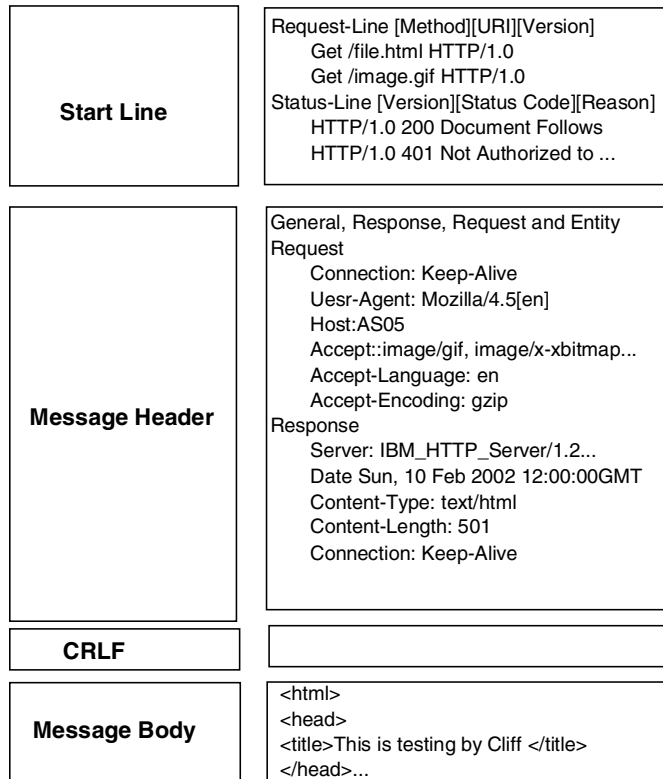 Start Line
Request-Line [Method][URI][Version]
Get /file.html HTTP/1.0
Get /image.gif HTTP/1.0
Status-Line [Version][Status Code][Reason]
HTTP/1.0 200 Document Follows
HTTP/1.0 401 Not Authorized to ...
Message Header
General, Response, Request and Entity
Request
Connection: Keep-Alive
Uesr-Agent: Mozilla/4.5[en]
Host:AS05
Accept::image/gif, image/x-xbitmap...
Accept-Language: en
Accept-Encoding: gzip
Response
Server: IBM_HTTP_Server/1.2...
Date Sun, 10 Feb 2002 12:00:00GMT
Content-Type: text/html
Content-Length: 501
Connection: Keep-Alive
CRLF
Message Body
<html>
<head>
<title>This is testing by Cliff </title>
</head>...